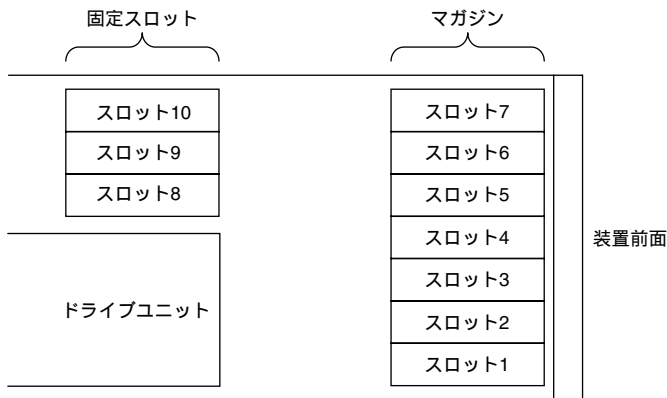 固定スロット
マガジン
スロット10
スロット9
スロット8
ドライブユニット
スロット7
スロット6
スロット5
スロット4
スロット3
スロット2
スロット1
装置前面